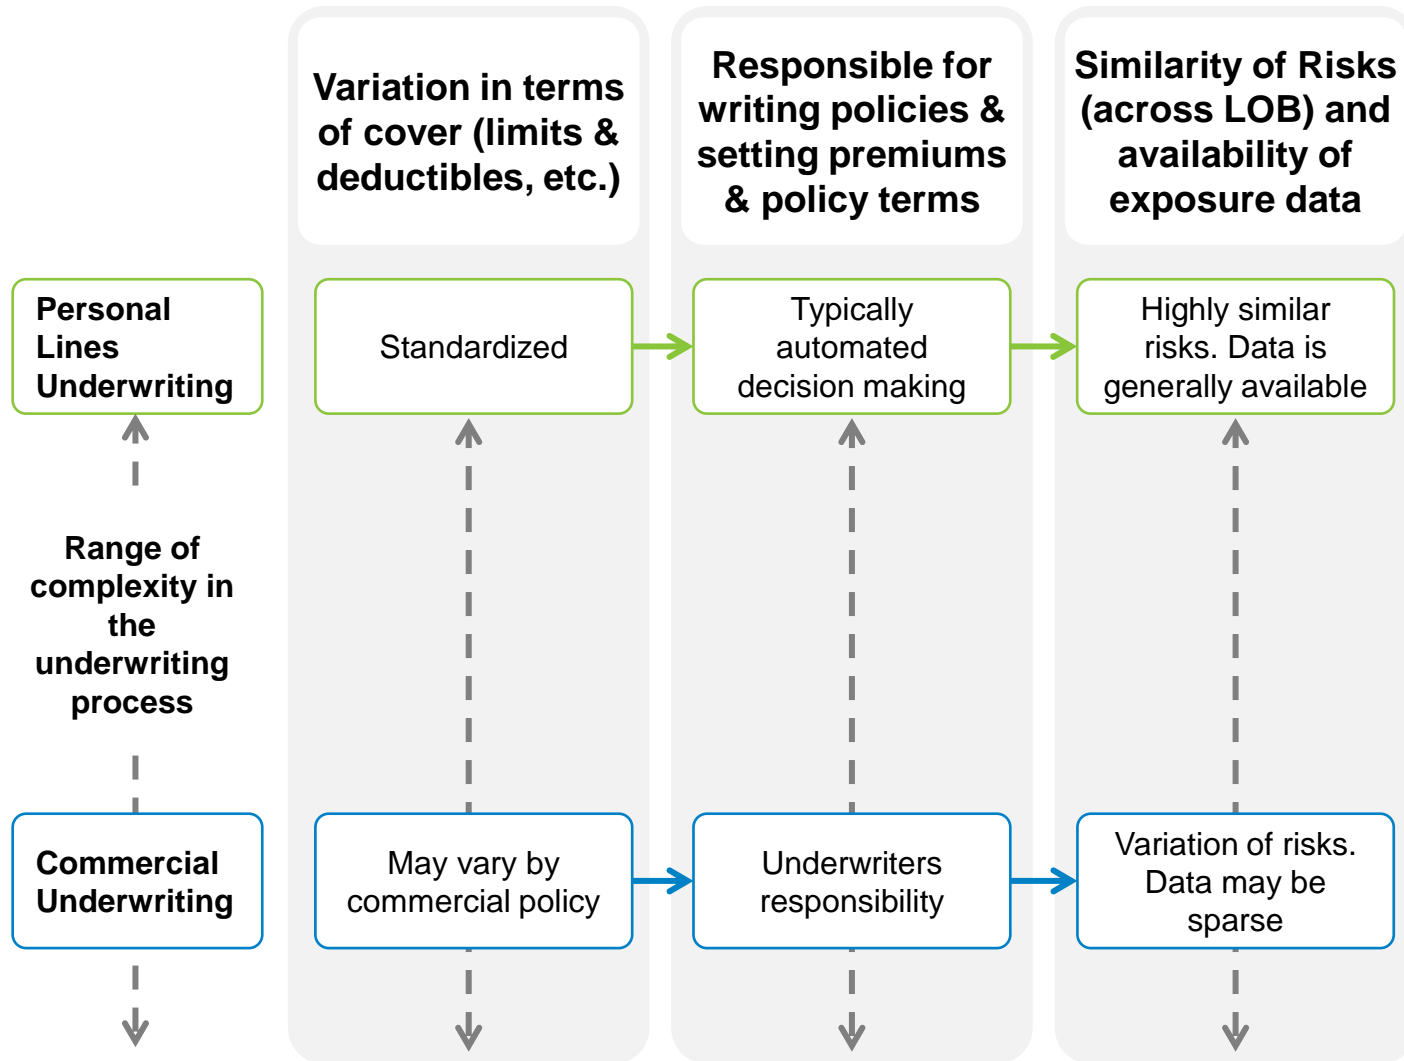 Variation in terms
of cover (limits &
deductibles, etc.)
Responsible for
writing policies &
setting premiums
& policy terms
Similarity of Risks
(across LOB) and
availability of
exposure data
Personal
Lines
Underwriting
Standardized
Typically
automated
decision making
Highly similar
risks. Data is
generally available
Range of
complexity in
the
underwriting
process
Commercial
Underwriting
May vary by
commercial policy
Underwriters
responsibility
Variation of risks.
Data may be
sparse